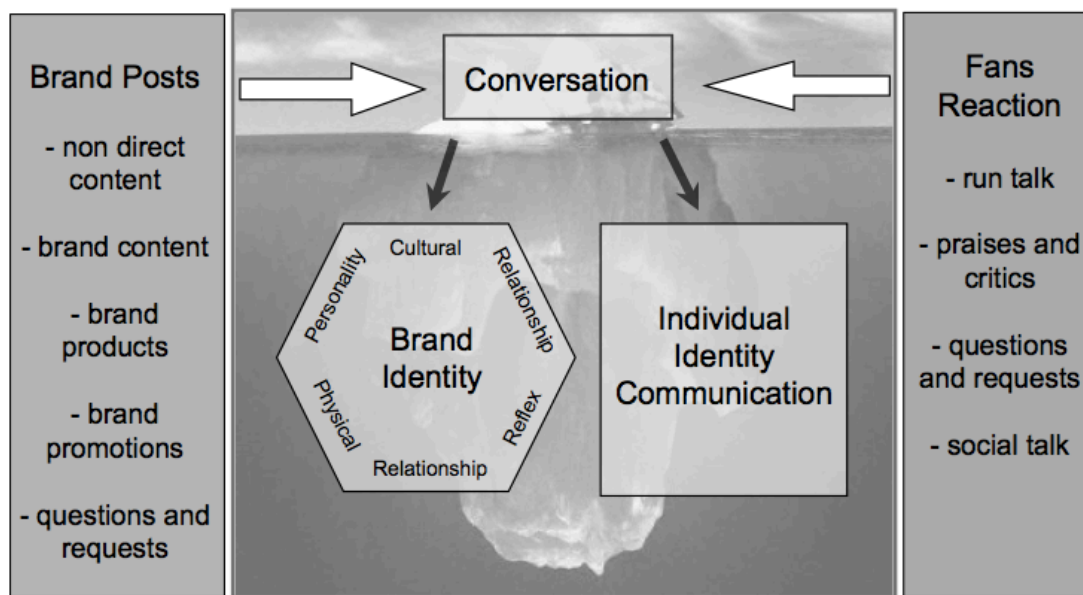 Brand Posts
- non direct
content
- brand content
- brand
products
- brand
promotions
- questions and
requests
Conversation
Cultural
Personality
Relationship
Brand
Identity
Physical
Reflex
Relationship
Individual
Identity
Communication
Fans
Reaction
- run talk
- praises and
critics
- questions
and requests
- social talk